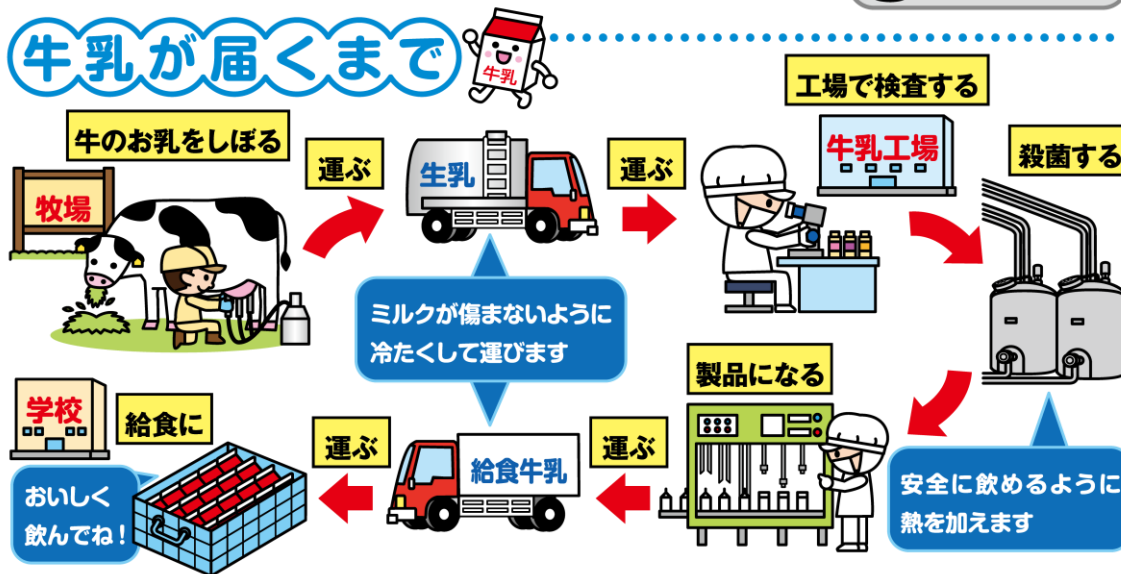 牛乳が届くまで
牛乳
牛のお乳をしぼる
牧場
運ぶ
生乳
運ぶ
工場で検査する
牛乳工場
殺菌する
ミルクが傷まないように
冷たくして運びます
安全に飲めるように
熱を加えます
製品になる
運ぶ
給食牛乳
運ぶ
給食に
学校
おいしく
飲んでね!